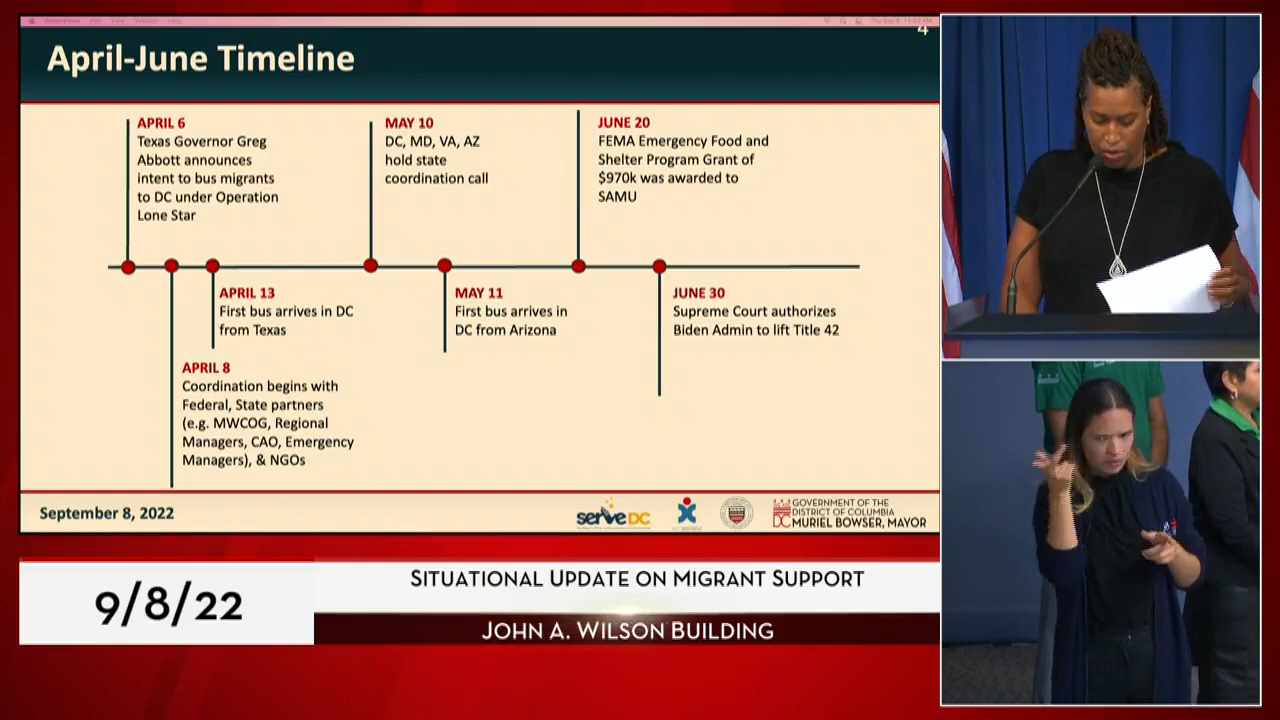 4
April-June Timeline
APRIL 6
Texas Governor Greg
Abbott announces
intent to bus migrants
to DC under Operation
Lone Star
MAY 10
DC, MD, VA, AZ
hold state
coordination call
JUNE 20
FEMA Emergency Food and
Shelter Program Grant of
$970k was awarded to
SAMU
APRIL 13
First bus arrives in DC
from Texas
MAY 11
First bus arrives in
DC from Arizona
JUNE 30
Supreme Court authorizes
Biden Admin to lift Title 42
APRIL 8
Coordination begins with
Federal, State partners
(e.g. MWCOG, Regional
Managers, CAO, Emergency
Managers), & NGOs
September 8, 2022
serve DC
GOVERNMENT OF THE
DISTRICT OF COLUMBIA
DC MURIEL BOWSER, MAYOR
9/8/22
SITUATIONAL UPDATE ON MIGRANT SUPPORT
JOHN A. WILSON BUILDING